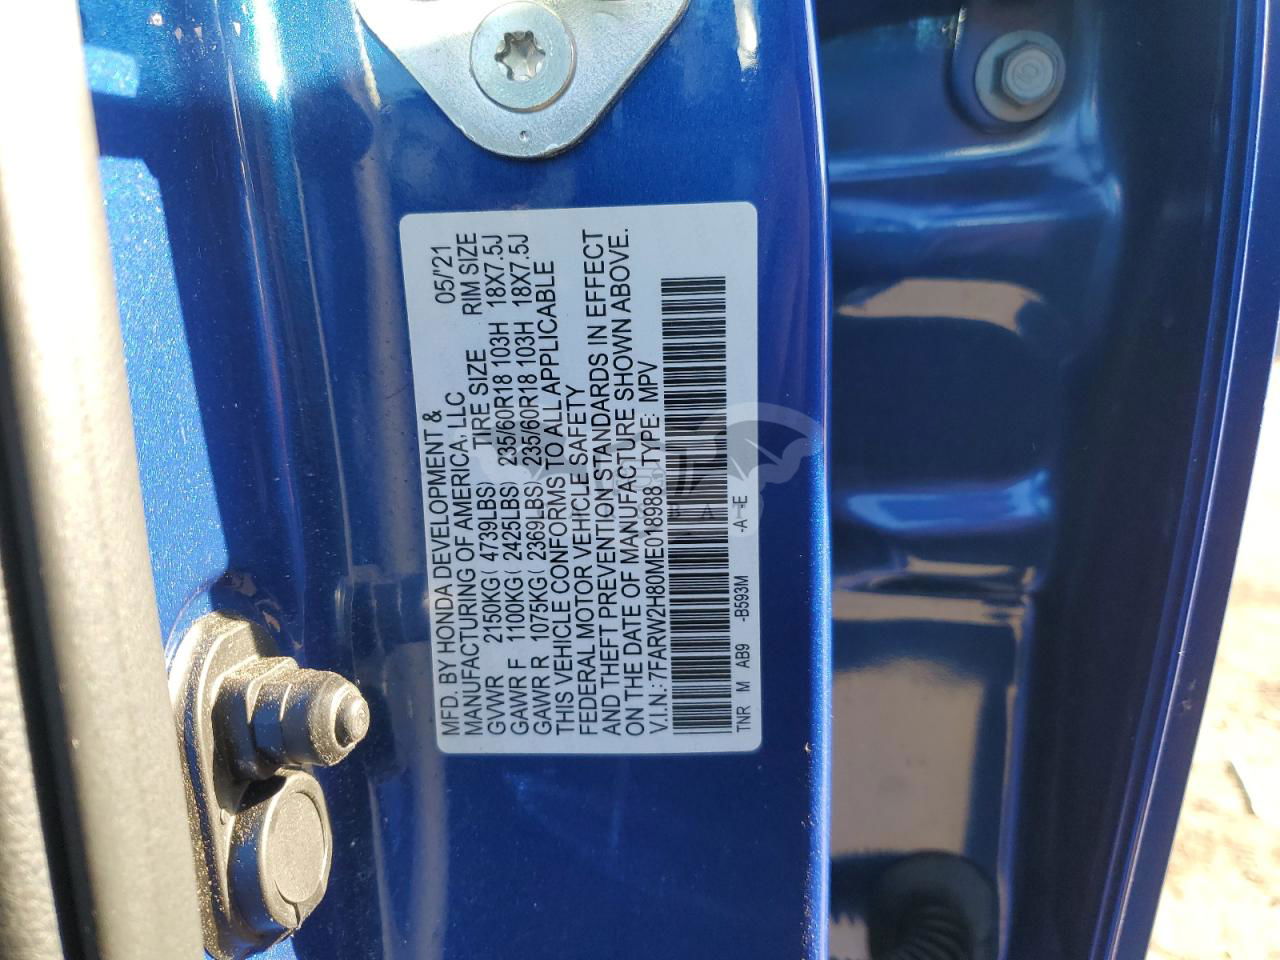 MFD. BY HONDA DEVELOPMENT &
MANUFACTURING OF AMERICA, LLC 05/'21
TIRE SIZE RIM SIZE
GVWR 2150KG( 4739LBS)
GAWR F 1100KG( 2425LBS) 235/60R18 103H 18X7.5J
GAWR R 1075KG( 2369LBS) 235/60R18 103H 18X7.5J
THIS VEHICLE CONFORMS TO ALL APPLICABLE
FEDERAL MOTOR VEHICLE SAFETY
AND THEFT PREVENTION STANDARDS IN EFFECT
ON THE DATE OF MANUFACTURE SHOWN ABOVE.
V.I.N.: 7FARW2H80ME018988 TYPE: MPV
TNR M AB9 -B593M